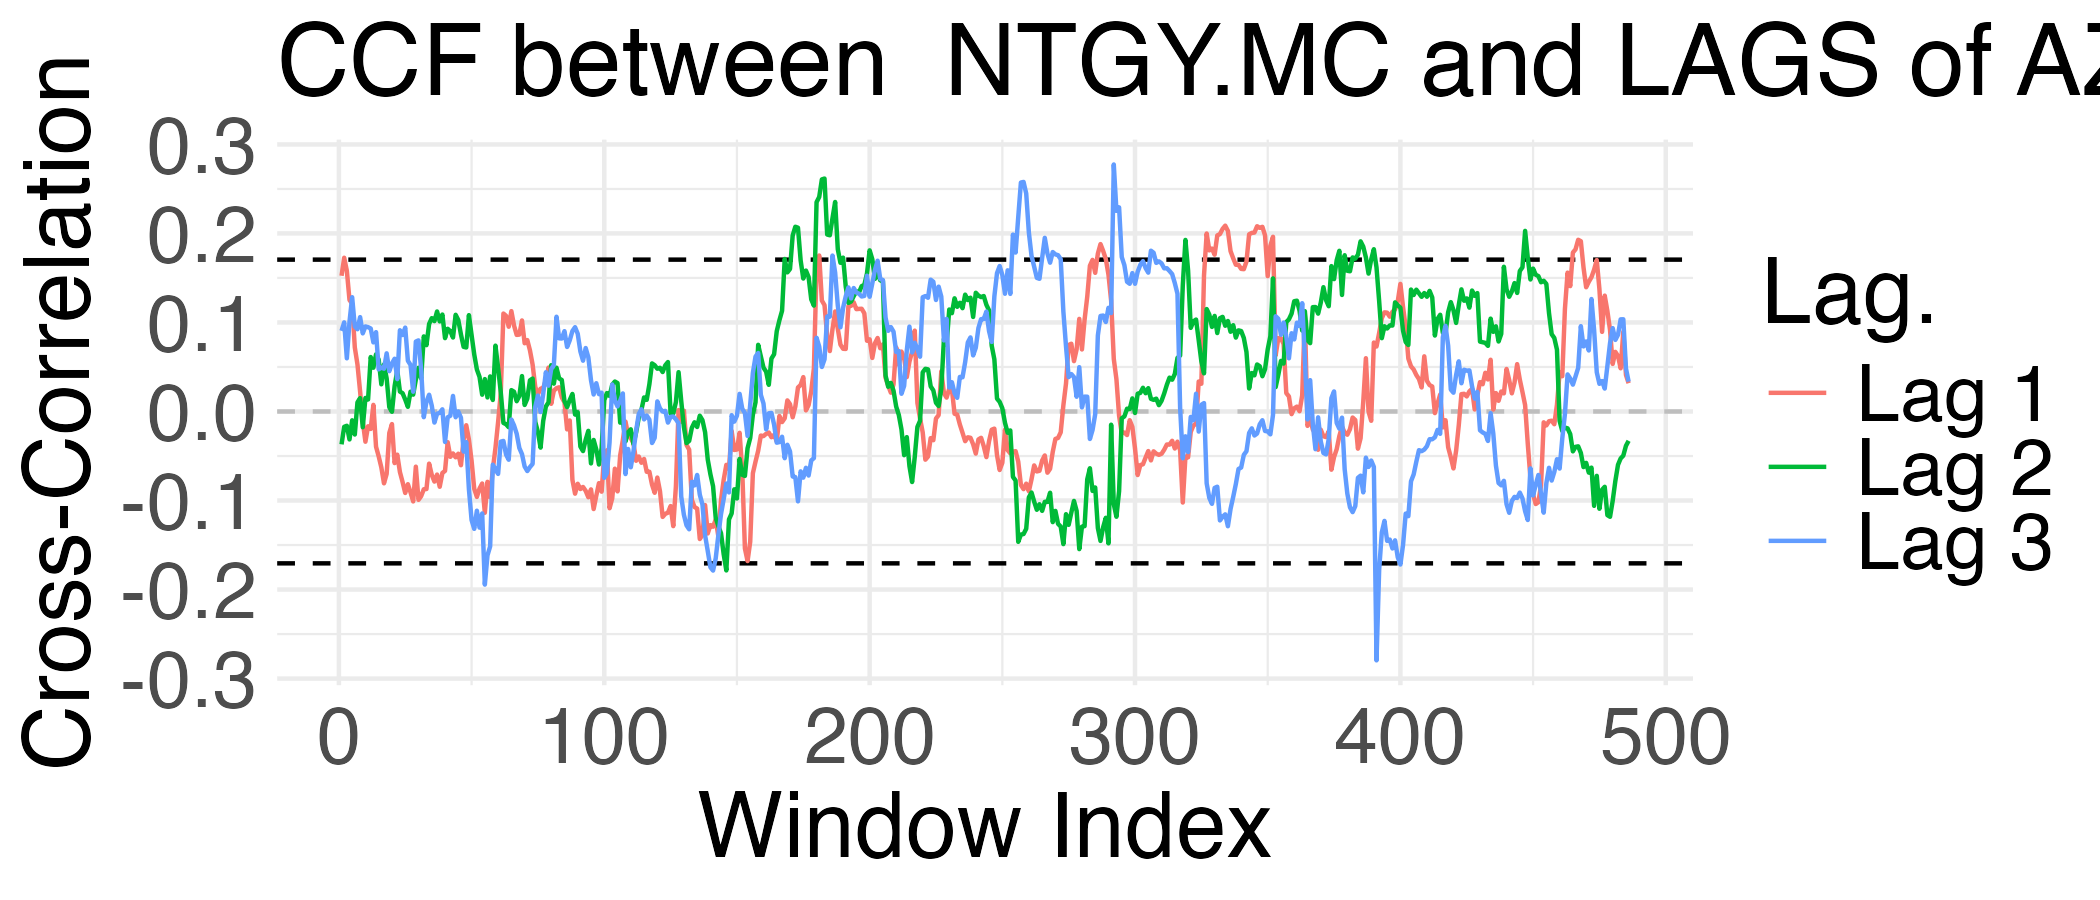 CCF between  NTGY.MC and LAGS of
Cross-Correlation
0.3
0.2
0.1
0.0
-0.1
-0.2
-0.3
0 100 200 300 400 500
Window Index
Lag.
Lag 1
Lag 2
Lag 3